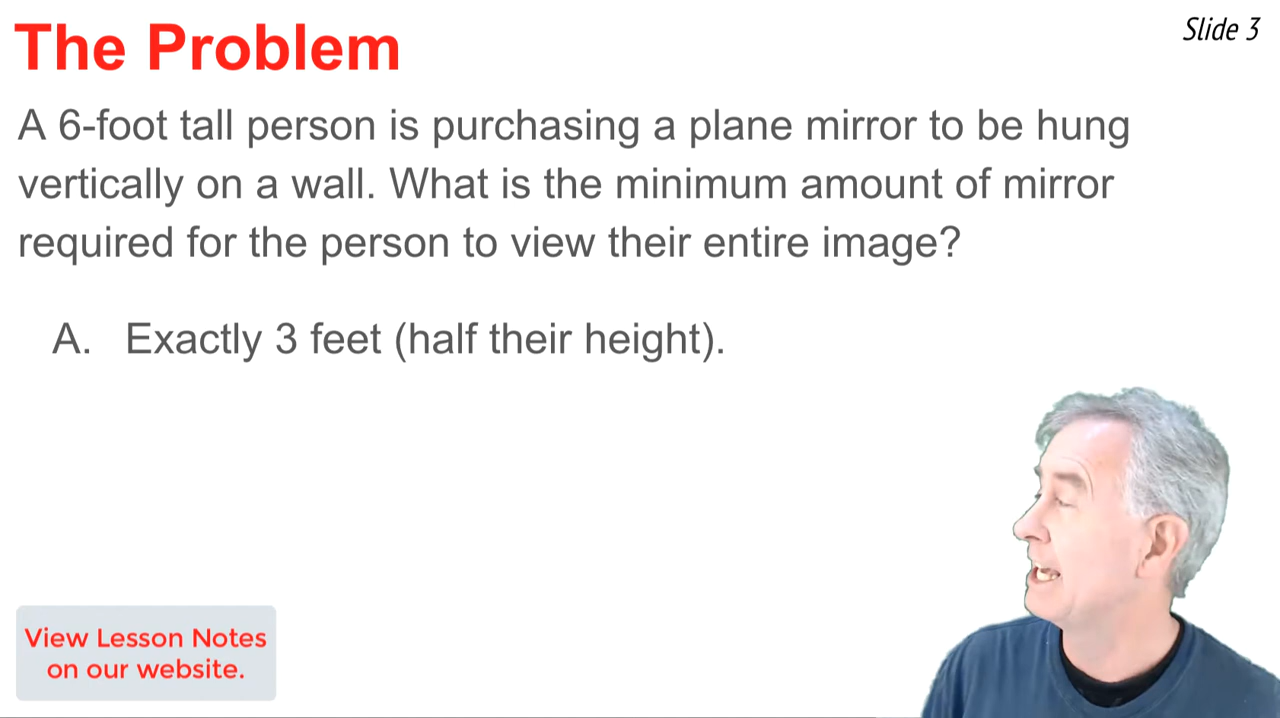 The Problem
Slide 3
A 6-foot tall person is purchasing a plane mirror to be hung
vertically on a wall. What is the minimum amount of mirror
required for the person to view their entire image?
A. Exactly 3 feet (half their height).
View Lesson Notes
on our website.